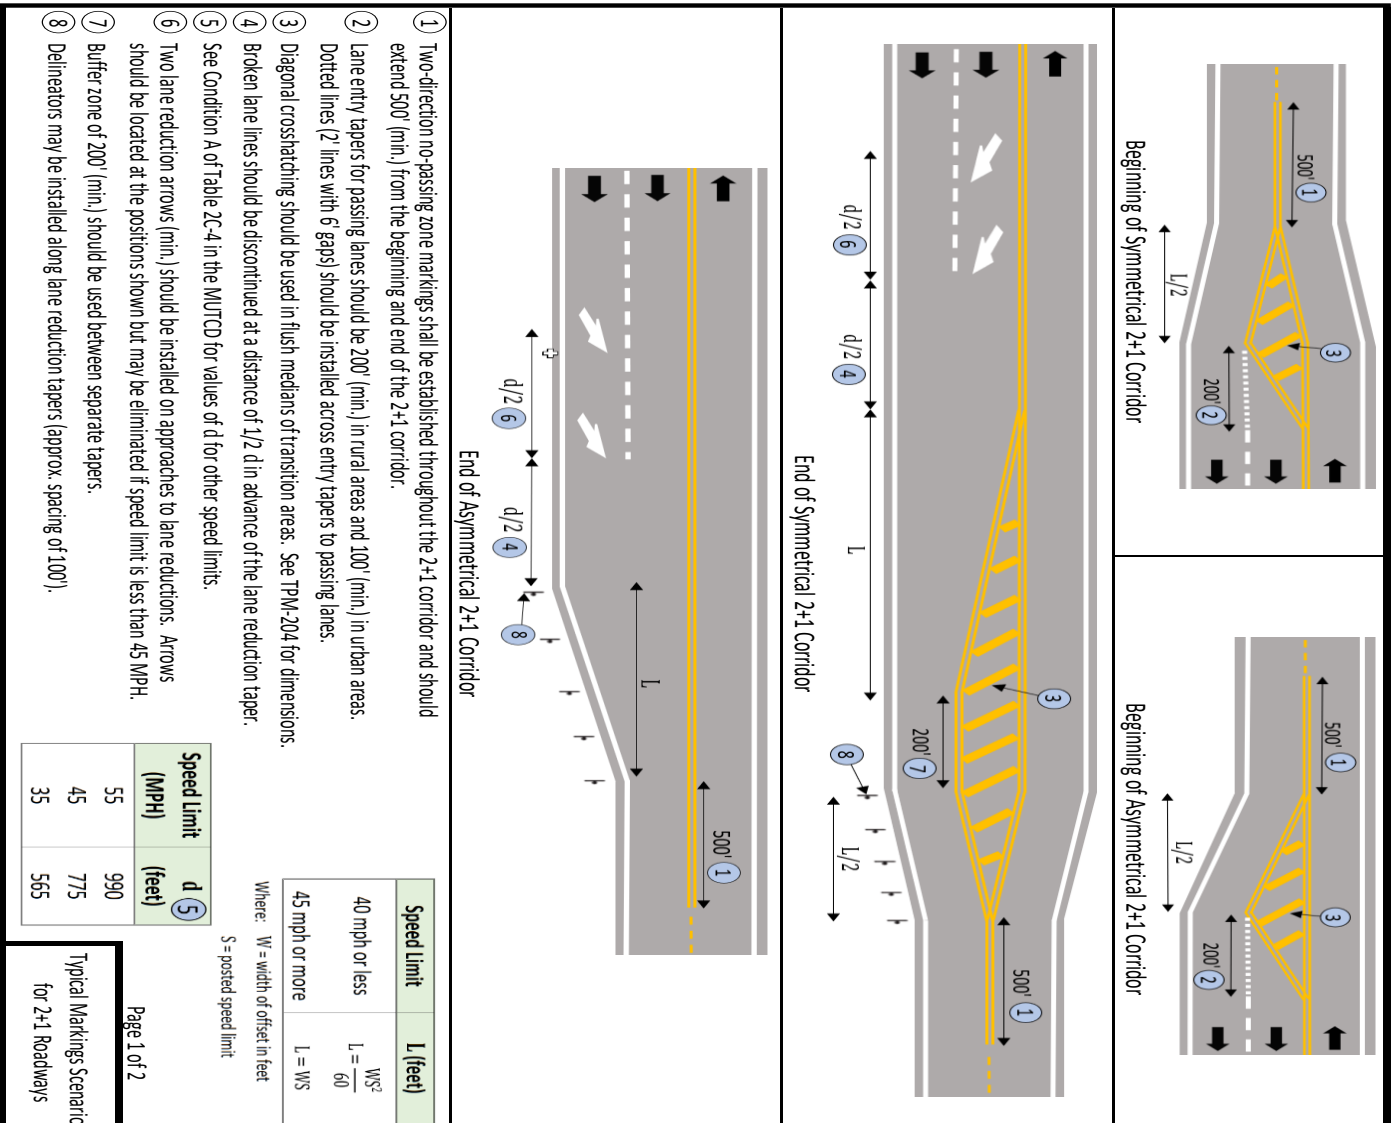 500' 1
L/2
3
200' 2
Beginning of Symmetrical 2+1 Corridor
500' 1
L/2
3
200' 2
Beginning of Asymmetrical 2+1 Corridor
d/2 6
d/2 4
L
3
200' 7
8
L/2
500' 1
End of Symmetrical 2+1 Corridor
d/2 6
d/2 4
8
L
500' 1
End of Asymmetrical 2+1 Corridor
1 Two-direction no-passing zone markings shall be established throughout the 2+1 corridor and should
extend 500' (min.) from the beginning and end of the 2+1 corridor.
2 Lane entry tapers for passing lanes should be 200' (min.) in rural areas and 100' (min.) in urban areas.
Dotted lines (2' lines with 6' gaps) should be installed across entry tapers to passing lanes.
3 Diagonal crosshatching should be used in flush medians of transition areas. See TPM-204 for dimensions.
4 Broken lane lines should be discontinued at a distance of 1/2 d in advance of the lane reduction taper.
5 See Condition A of Table 2C-4 in the MUTCD for values of d for other speed limits.
6 Two lane reduction arrows (min.) should be installed on approaches to lane reductions. Arrows
should be located at the positions shown but may be eliminated if speed limit is less than 45 MPH.
7 Buffer zone of 200' (min.) should be used between separate tapers.
8 Delineators may be installed along lane reduction tapers (approx. spacing of 100').
Speed Limit d 5
(MPH) (feet)
55 990
45 775
35 565
Speed Limit L (feet)
40 mph or less L = WS²/60
45 mph or more L = WS
Where: W = width of offset in feet
S = posted speed limit
Page 1 of 2
Typical Markings Scenario
for 2+1 Roadways